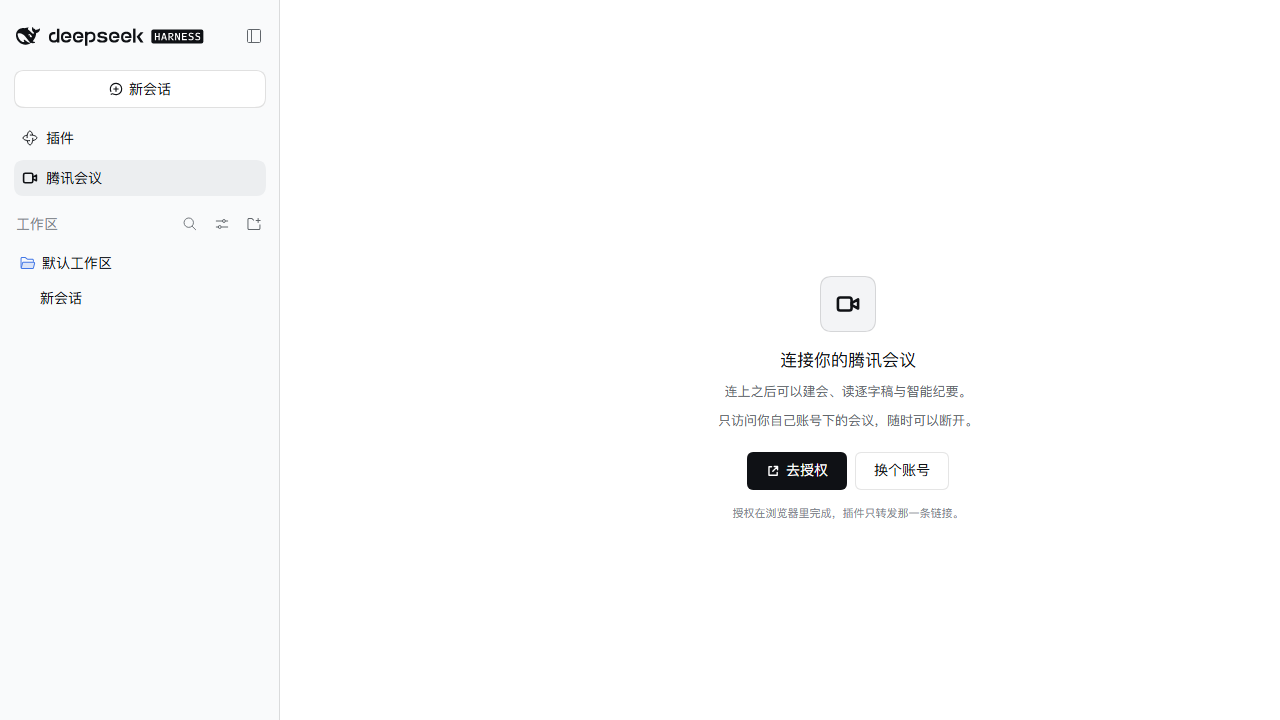 deepseek HARNESS
新会话
插件
腾讯会议
工作区
默认工作区
新会话
连接你的腾讯会议
连上之后可以建会、读逐字稿与智能纪要。
只访问你自己账号下的会议，随时可以断开。
去授权
换个账号
授权在浏览器里完成，插件只转发那一条链接。